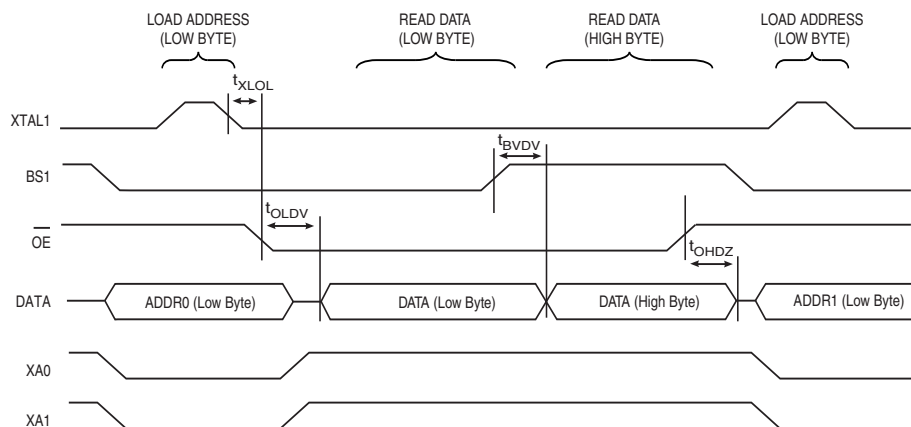 LOAD ADDRESS
(LOW BYTE)
READ DATA
(LOW BYTE)
READ DATA
(HIGH BYTE)
LOAD ADDRESS
(LOW BYTE)
tXLOL
XTAL1
tBVDV
BS1
tOLDV
OE
tOHDZ
DATA
ADDR0 (Low Byte)
DATA (Low Byte)
DATA (High Byte)
ADDR1 (Low Byte)
XA0
XA1